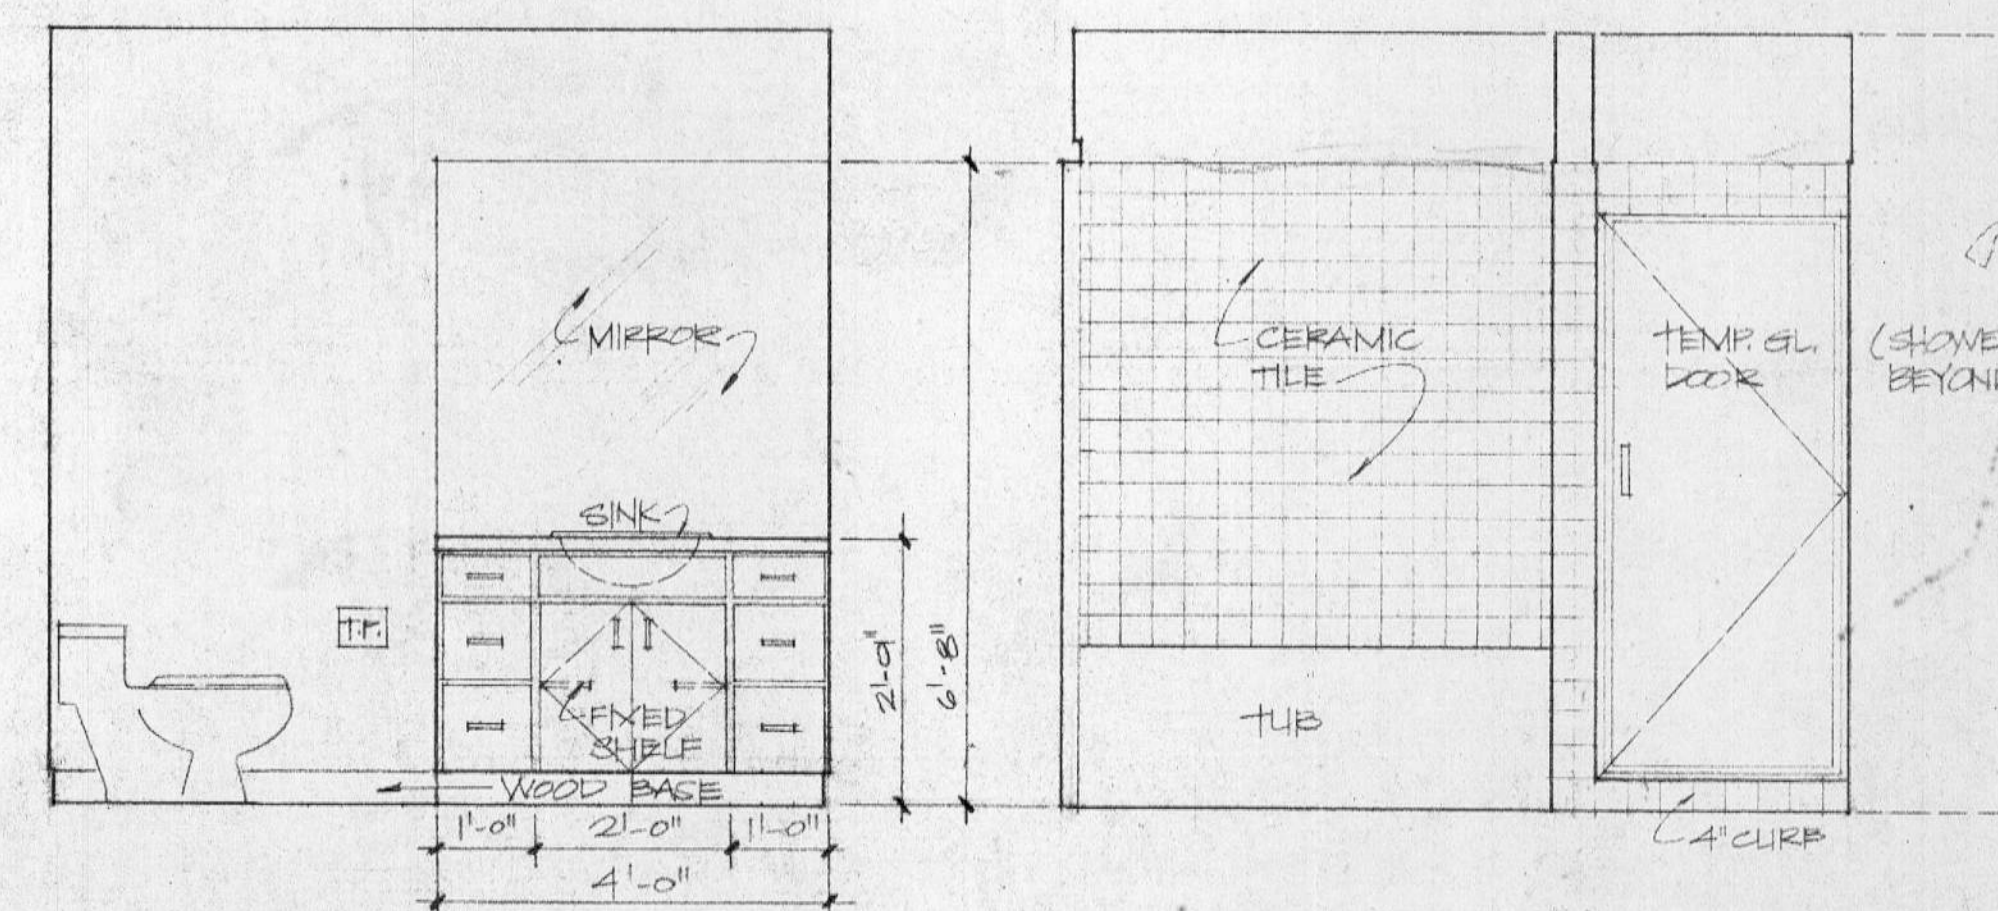 MIRROR
SINK
T.P.
FIXED
SHELF
WOOD BASE
1'-0"
2'-0"
1'-0"
4'-0"
2'-9"
6'-8"
CERAMIC
TILE
TUB
TEMP. GL.
DOOR
(SHOWE
BEYON
4" CURB